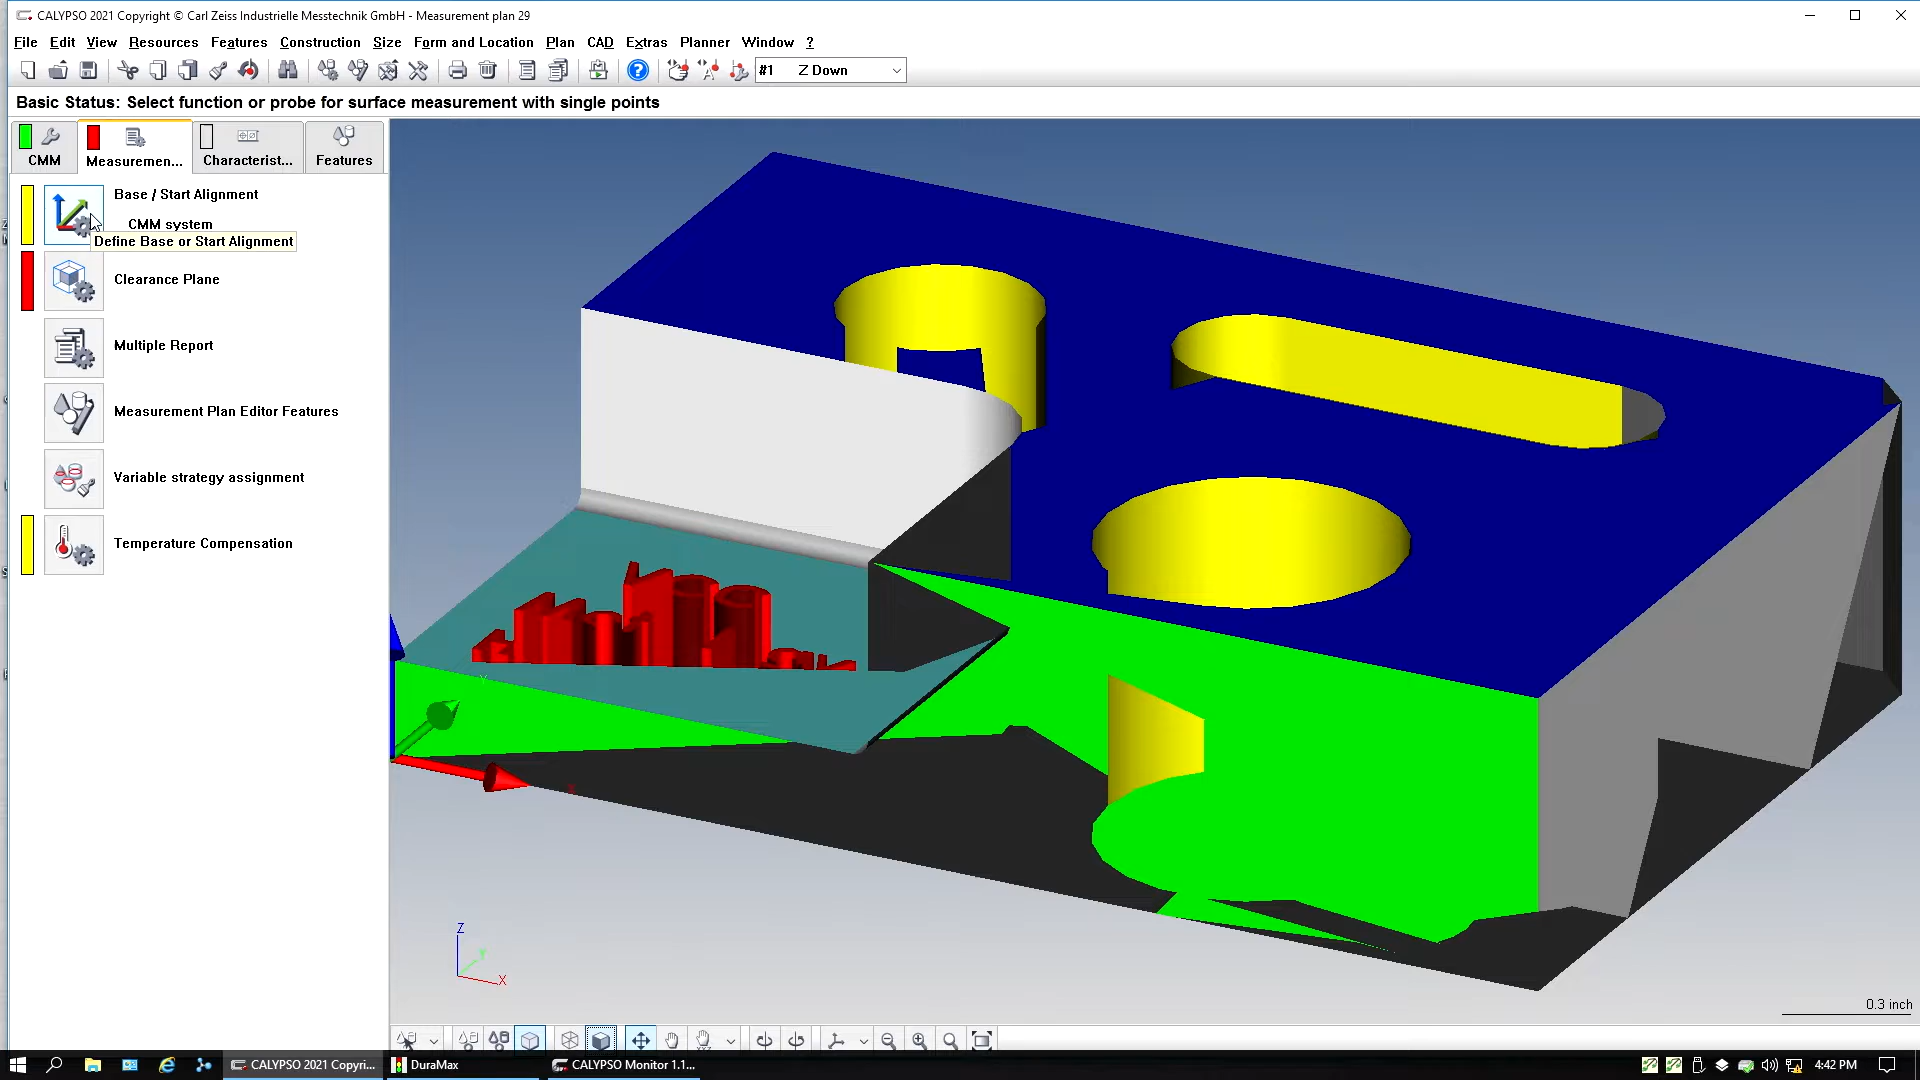 CALYPSO 2021 Copyright © Carl Zeiss Industrielle Messtechnik GmbH - Measurement plan 29
File Edit View Resources Features Construction Size Form and Location Plan CAD Extras Planner Window ?
#1 Z Down
Basic Status: Select function or probe for surface measurement with single points
CMM Measuremen... Characterist... Features
Base / Start Alignment
CMM system
Define Base or Start Alignment
Clearance Plane
Multiple Report
Measurement Plan Editor Features
Variable strategy assignment
Temperature Compensation
Z
X
0.3 inch
CALYPSO 2021 Copyri... DuraMax CALYPSO Monitor 1.1... 4:42 PM